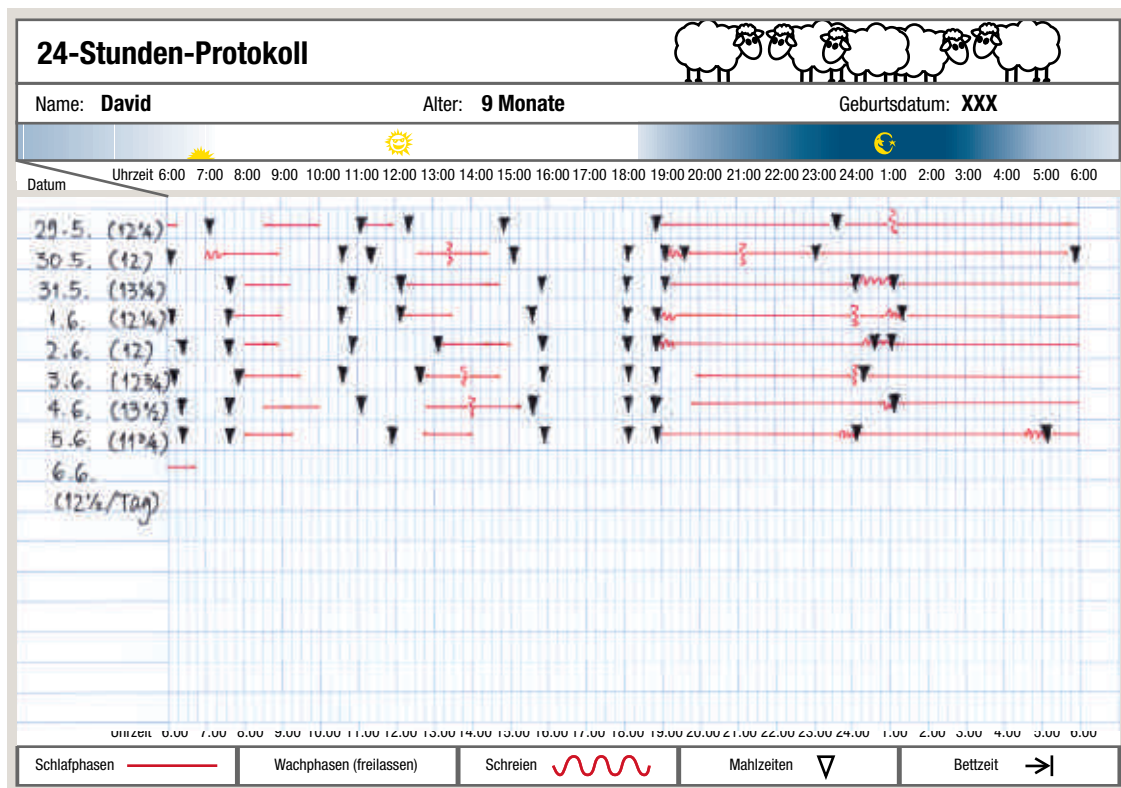 24-Stunden-Protokoll
Name: David Alter: 9 Monate Geburtsdatum: XXX
Datum Uhrzeit 6:00 7:00 8:00 9:00 10:00 11:00 12:00 13:00 14:00 15:00 16:00 17:00 18:00 19:00 20:00 21:00 22:00 23:00 24:00 1:00 2:00 3:00 4:00 5:00 6:00
29.5. (12¼)
30.5. (12)
31.5. (13¼)
1.6. (12¼)
2.6. (12)
3.6. (12¾)
4.6. (13½)
5.6. (11¾)
6.6.
(12½/Tag)
Uhrzeit 6:00 7:00 8:00 9:00 10:00 11:00 12:00 13:00 14:00 15:00 16:00 17:00 18:00 19:00 20:00 21:00 22:00 23:00 24:00 1:00 2:00 3:00 4:00 5:00 6:00
Schlafphasen Wachphasen (freilassen) Schreien Mahlzeiten Bettzeit